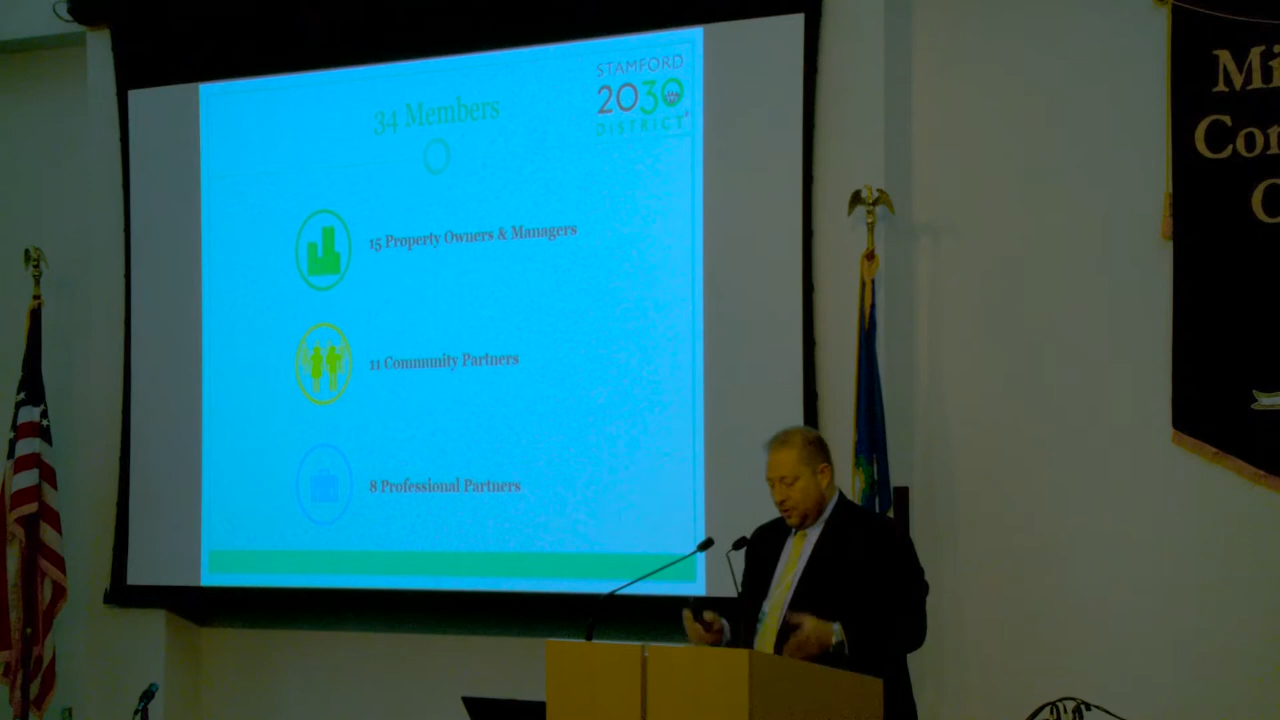 STAMFORD
2030
DISTRICT
34 Members
15 Property Owners & Managers
11 Community Partners
8 Professional Partners